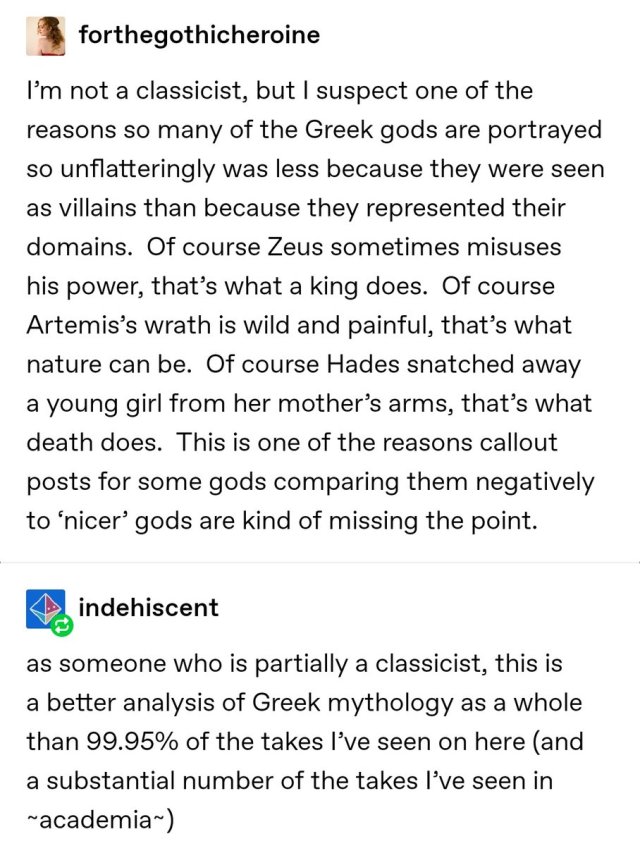 forthegothicheroine
I’m not a classicist, but I suspect one of the
reasons so many of the Greek gods are portrayed
so unflatteringly was less because they were seen
as villains than because they represented their
domains.  Of course Zeus sometimes misuses
his power, that’s what a king does.  Of course
Artemis’s wrath is wild and painful, that’s what
nature can be.  Of course Hades snatched away
a young girl from her mother’s arms, that’s what
death does.  This is one of the reasons callout
posts for some gods comparing them negatively
to ‘nicer’ gods are kind of missing the point.
indehiscent
as someone who is partially a classicist, this is
a better analysis of Greek mythology as a whole
than 99.95% of the takes I’ve seen on here (and
a substantial number of the takes I’ve seen in
~academia~)